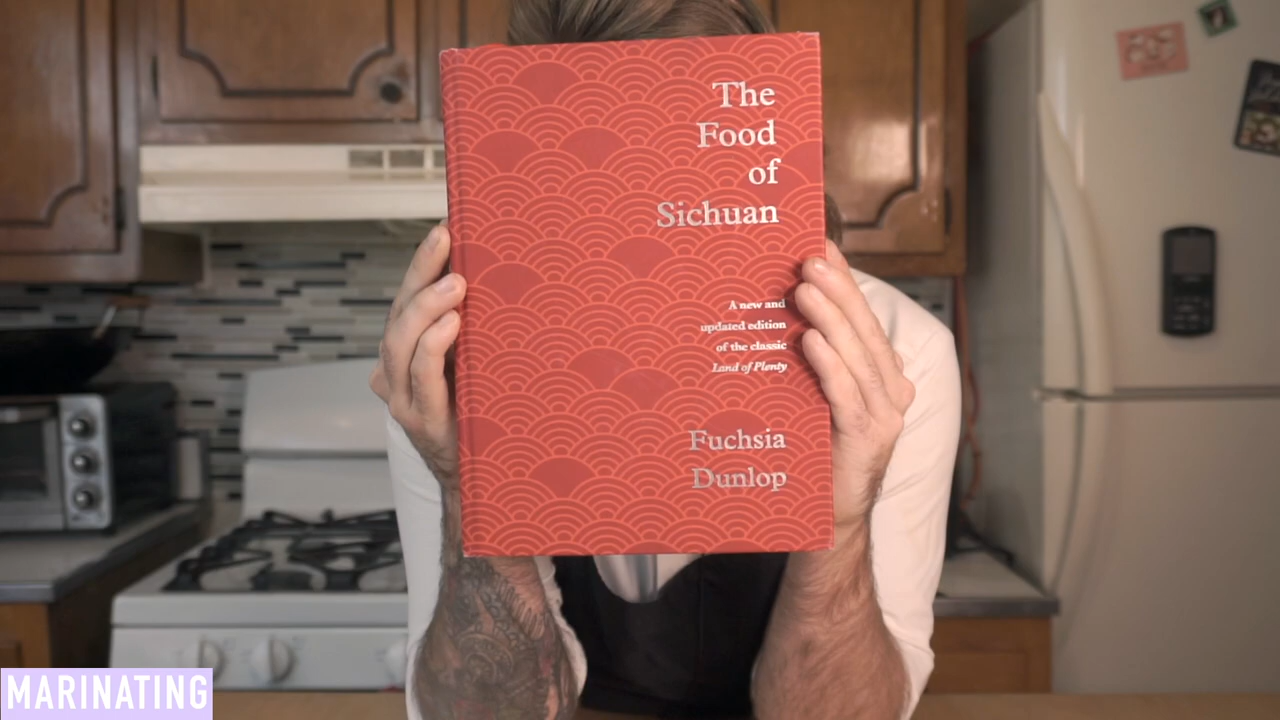 The
Food
of
Sichuan
A new and
updated edition
of the classic
Land of Plenty
Fuchsia
Dunlop
MARINATING